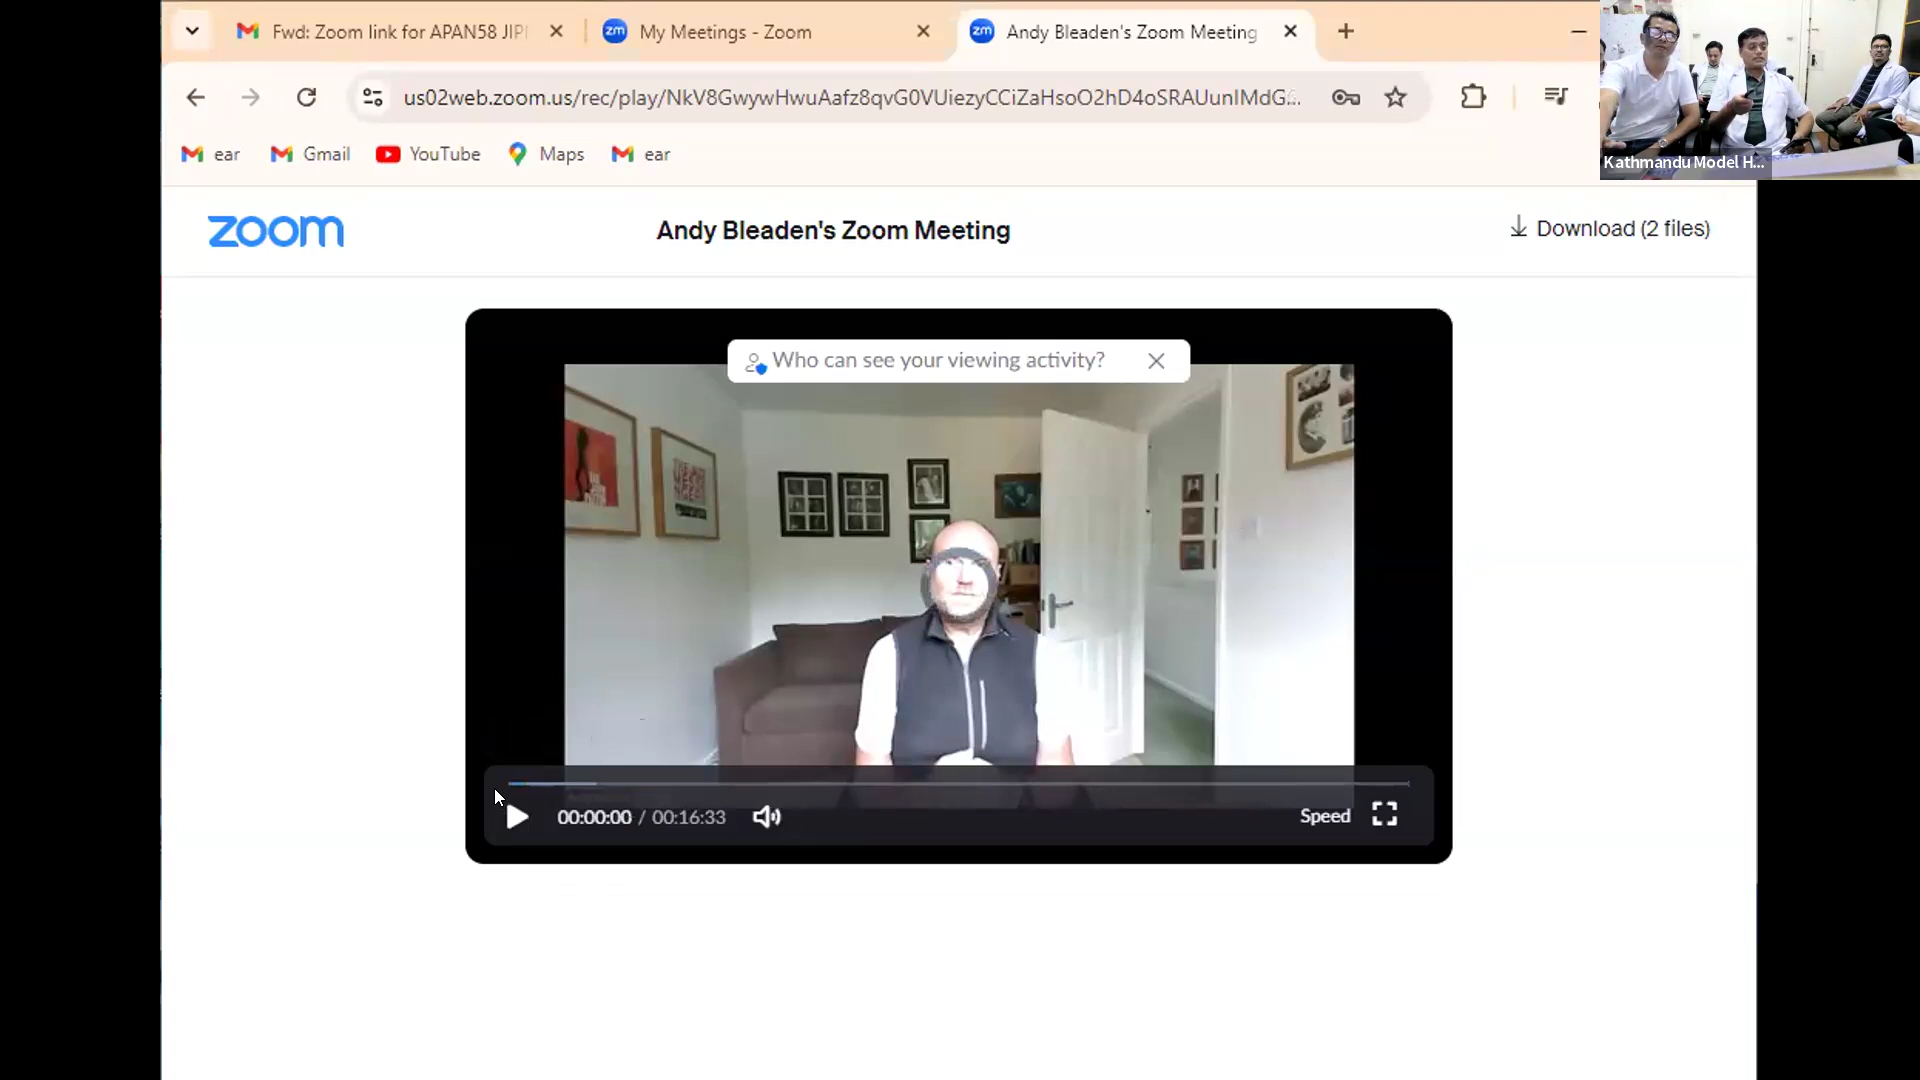 Fwd: Zoom link for APAN58 JIP
My Meetings - Zoom
Andy Bleaden's Zoom Meeting
us02web.zoom.us/rec/play/NkV8GwywHwuAafz8qvG0VUiezyCCiZaHsoO2hD4oSRAUunIMdG...
ear
Gmail
YouTube
Maps
ear
Kathmandu Model H...
zoom
Andy Bleaden's Zoom Meeting
Download (2 files)
Who can see your viewing activity?
00:00:00 / 00:16:33
Speed